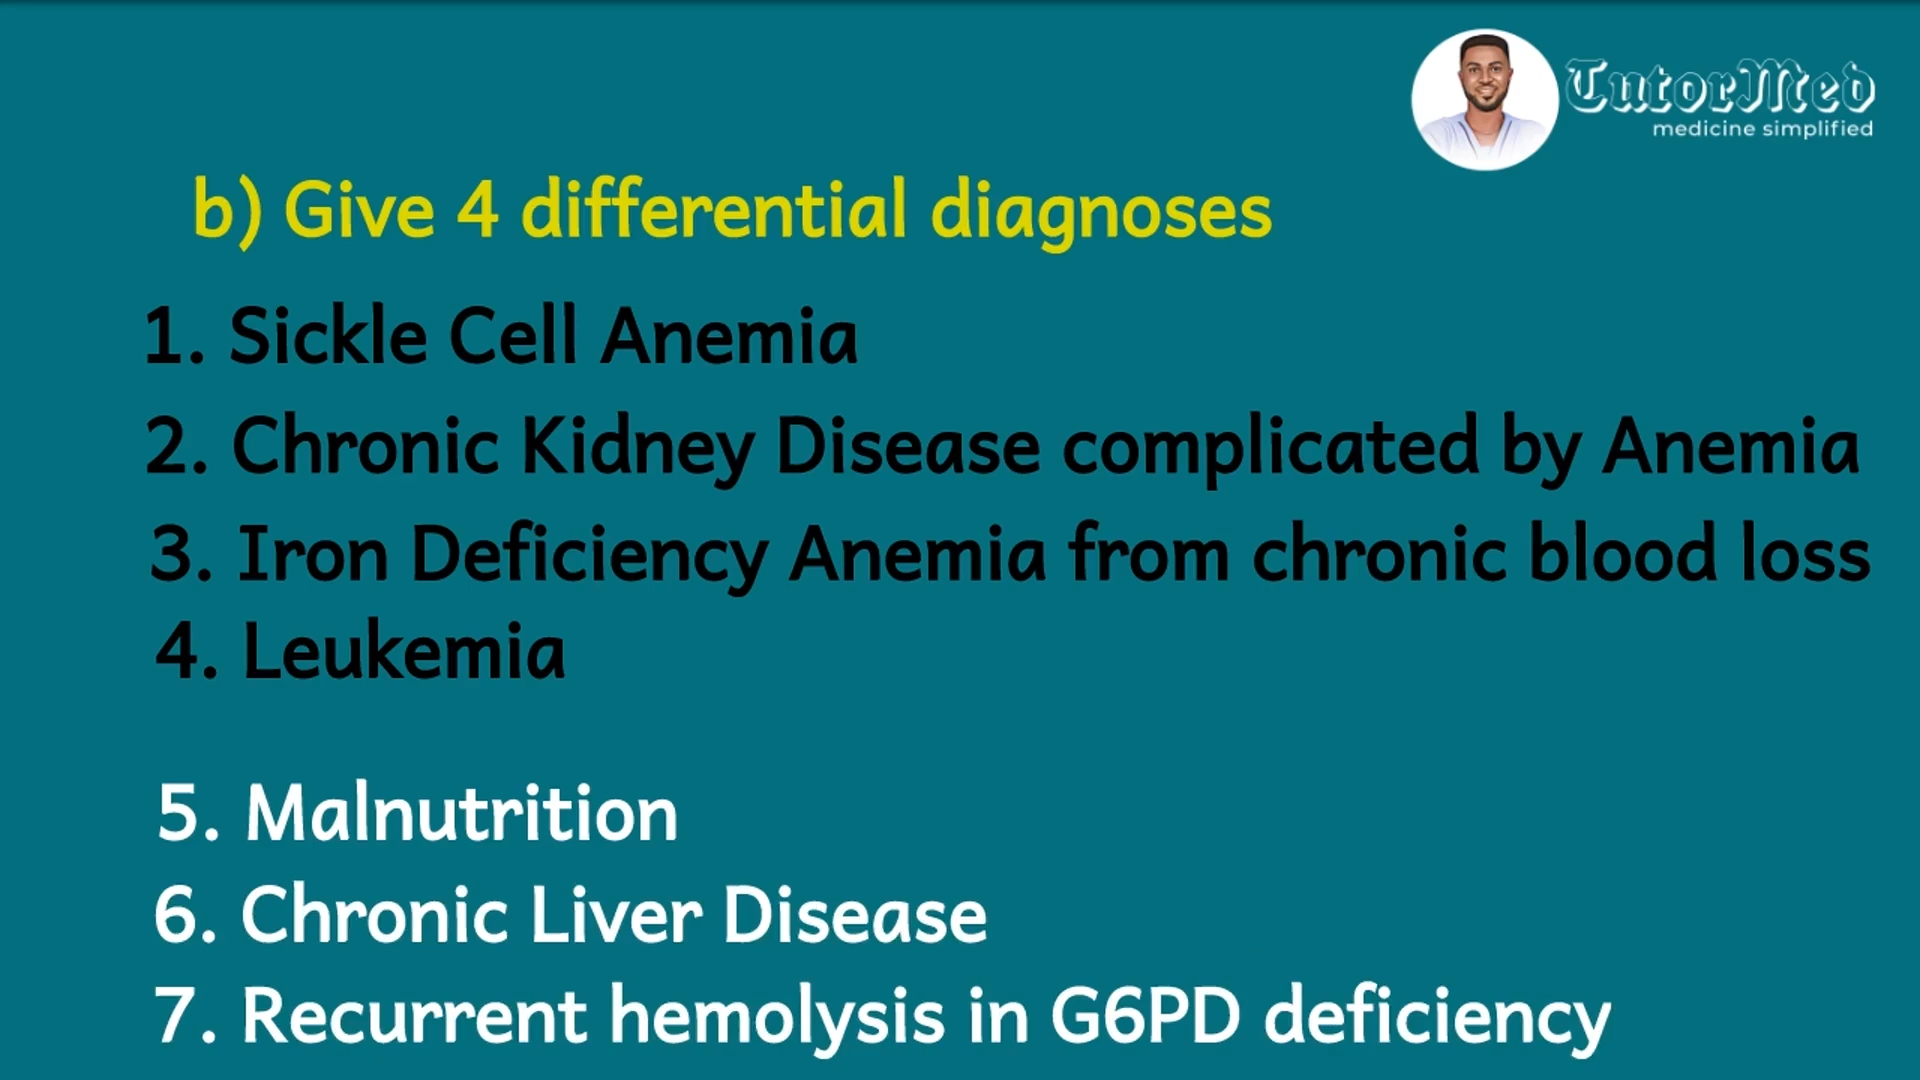 TutorMed
medicine simplified
b) Give 4 differential diagnoses
1. Sickle Cell Anemia
2. Chronic Kidney Disease complicated by Anemia
3. Iron Deficiency Anemia from chronic blood loss
4. Leukemia
5. Malnutrition
6. Chronic Liver Disease
7. Recurrent hemolysis in G6PD deficiency